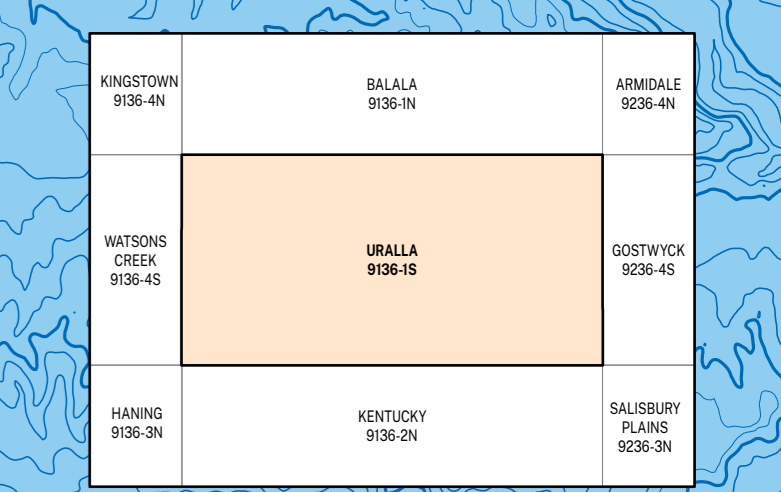 KINGSTOWN
9136-4N
BALALA
9136-1N
ARMIDALE
9236-4N
WATSONS
CREEK
9136-4S
URALLA
9136-1S
GOSTWYCK
9236-4S
HANING
9136-3N
KENTUCKY
9136-2N
SALISBURY
PLAINS
9236-3N